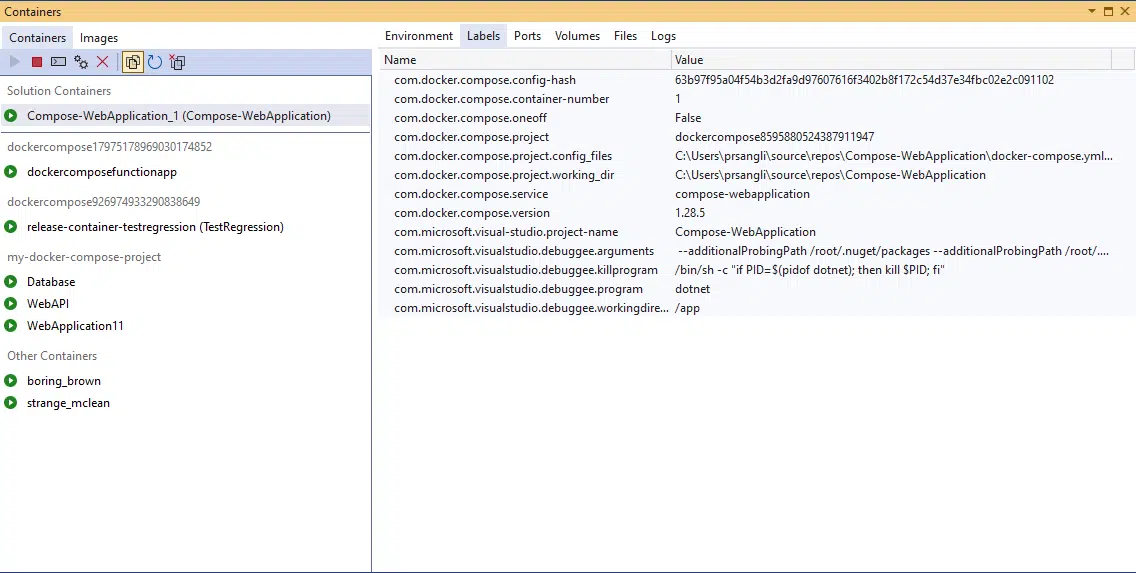 Containers
Containers Images
Solution Containers
Compose-WebApplication_1 (Compose-WebApplication)
dockercompose17975178969030174852
dockercomposefunctionapp
dockercompose926974933290838649
release-container-testregression (TestRegression)
my-docker-compose-project
Database
WebAPI
WebApplication11
Other Containers
boring_brown
strange_mclean
Environment Labels Ports Volumes Files Logs
Name Value
com.docker.compose.config-hash 63b97f95a04f54b3d2fa9d97607616f3402b8f172c54d37e34fbc02e2c091102
com.docker.compose.container-number 1
com.docker.compose.oneoff False
com.docker.compose.project dockercompose8595880524387911947
com.docker.compose.project.config_files C:\Users\prsangli\source\repos\Compose-WebApplication\docker-compose.yml...
com.docker.compose.project.working_dir C:\Users\prsangli\source\repos\Compose-WebApplication
com.docker.compose.service compose-webapplication
com.docker.compose.version 1.28.5
com.microsoft.visual-studio.project-name Compose-WebApplication
com.microsoft.visualstudio.debuggee.arguments --additionalProbingPath /root/.nuget/packages --additionalProbingPath /root/....
com.microsoft.visualstudio.debuggee.killprogram /bin/sh -c "if PID=$(pidof dotnet); then kill $PID; fi"
com.microsoft.visualstudio.debuggee.program dotnet
com.microsoft.visualstudio.debuggee.workingdire... /app